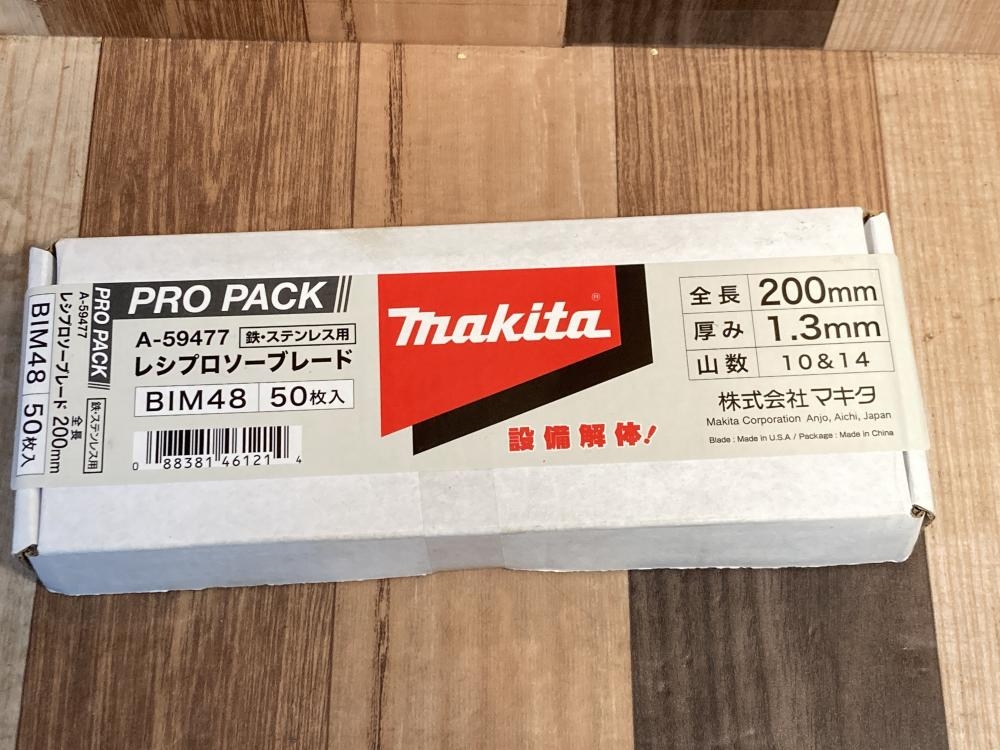 PRO PACK
A-59477 鉄・ステンレス用
レシプロソーブレード
BIM48 50枚入
0 88381 46121 4
makita®
設備解体!
全長 200mm
厚み 1.3mm
山数 10&14
株式会社マキタ
Makita Corporation Anjo, Aichi, Japan
Blade : Made in U.S.A / Package : Made in China
PRO PACK
A-59477
鉄・ステンレス用
レシプロソーブレード 全長 200mm
BIM48 50枚入